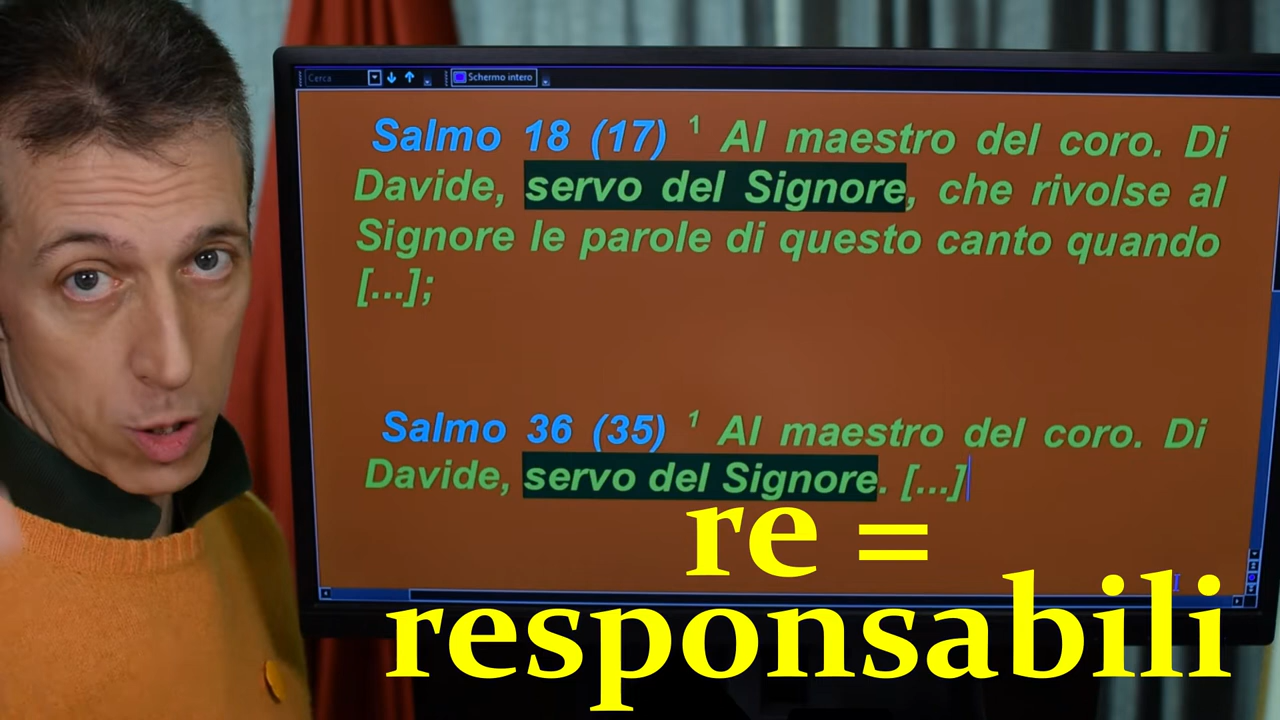 Cerca
Schermo intero
Salmo 18 (17) ¹ Al maestro del coro. Di
Davide, servo del Signore, che rivolse al
Signore le parole di questo canto quando
[...];
Salmo 36 (35) ¹ Al maestro del coro. Di
Davide, servo del Signore. [...]
re =
responsabili